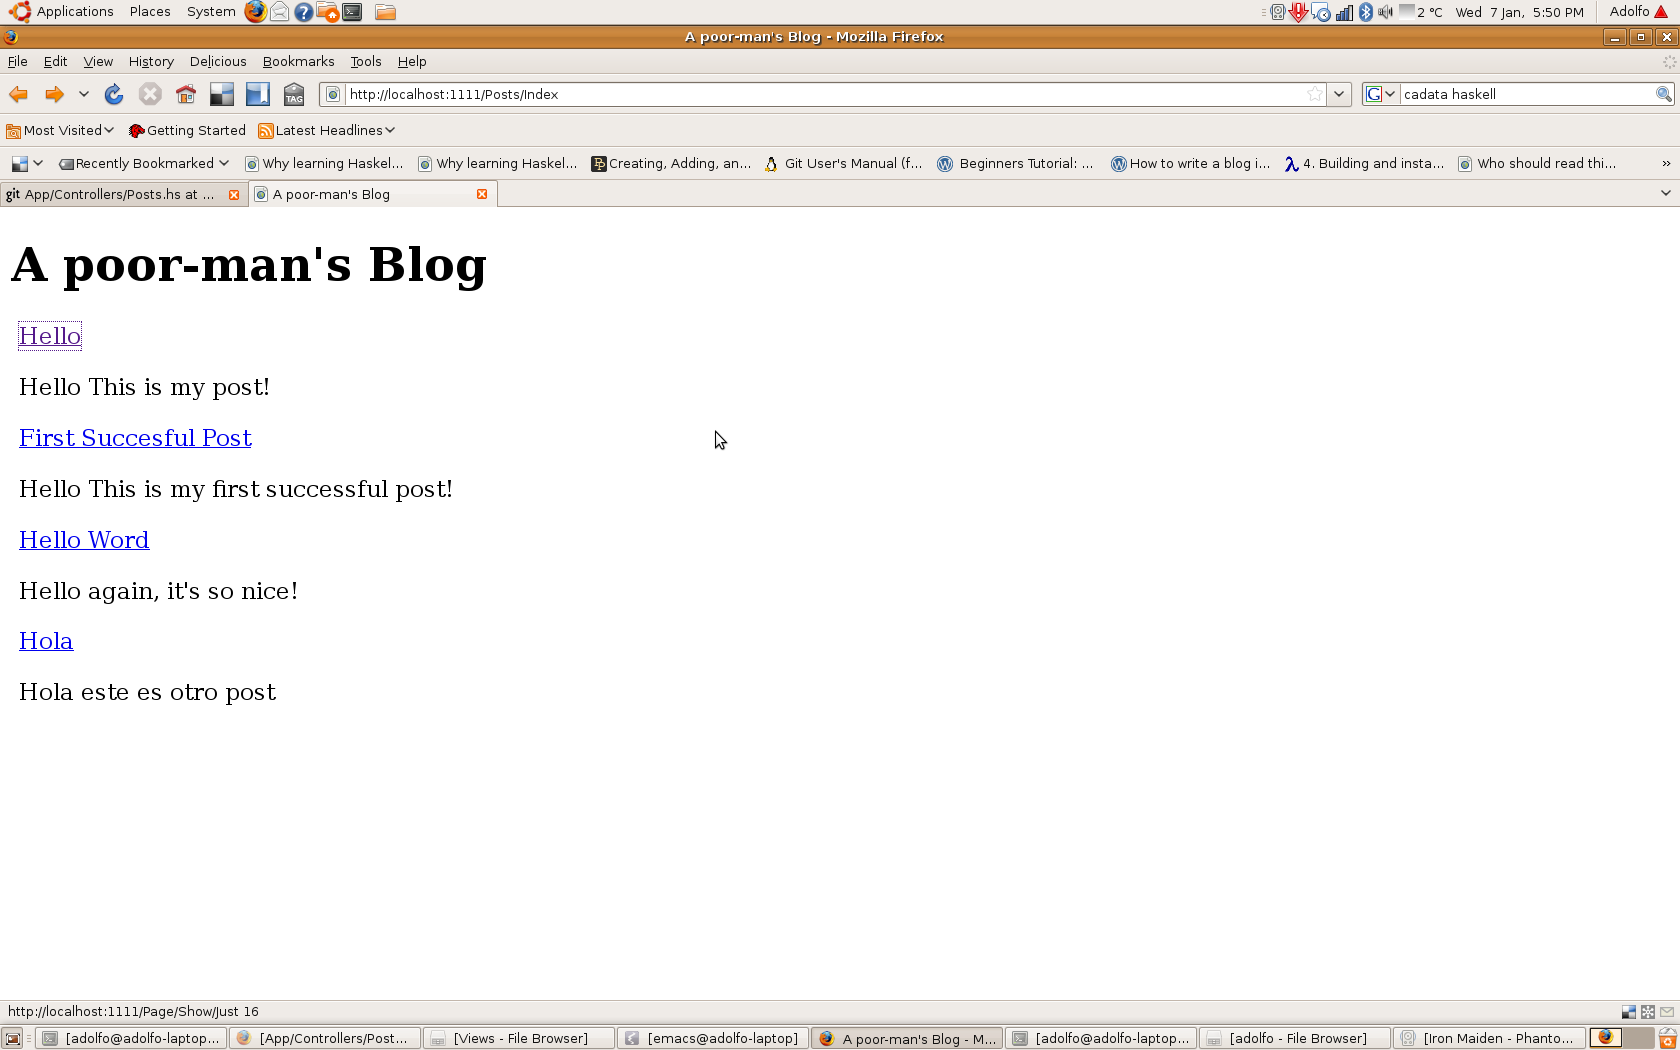 Applications Places System 2 °C Wed 7 Jan, 5:50 PM Adolfo
A poor-man's Blog - Mozilla Firefox
File Edit View History Delicious Bookmarks Tools Help
TAG http://localhost:1111/Posts/Index G cadata haskell
Most Visited Getting Started Latest Headlines
Recently Bookmarked Why learning Haskel... Why learning Haskel... Creating, Adding, an... Git User's Manual (f... Beginners Tutorial: ... How to write a blog i... 4. Building and insta... Who should read thi... »
git App/Controllers/Posts.hs at ... A poor-man's Blog
A poor-man's Blog
Hello
Hello This is my post!
First Succesful Post
Hello This is my first successful post!
Hello Word
Hello again, it's so nice!
Hola
Hola este es otro post
http://localhost:1111/Page/Show/Just 16
[adolfo@adolfo-laptop... [App/Controllers/Post... [Views - File Browser] [emacs@adolfo-laptop] A poor-man's Blog - M... [adolfo@adolfo-laptop... [adolfo - File Browser] [Iron Maiden - Phanto...